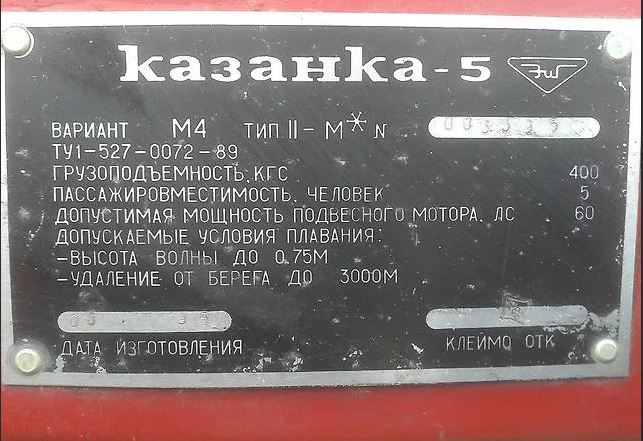 казанка-5
ВАРИАНТ М4 ТИП II-М* N
ТУ1-527-0072-89
ГРУЗОПОДЪЕМНОСТЬ, КГС 400
ПАССАЖИРОВМЕСТИМОСТЬ, ЧЕЛОВЕК 5
ДОПУСТИМАЯ МОЩНОСТЬ ПОДВЕСНОГО МОТОРА, ЛС 60
ДОПУСКАЕМЫЕ УСЛОВИЯ ПЛАВАНИЯ:
-ВЫСОТА ВОЛНЫ ДО 0,75М
-УДАЛЕНИЕ ОТ БЕРЕГА ДО 3000М
ДАТА ИЗГОТОВЛЕНИЯ КЛЕЙМО ОТК